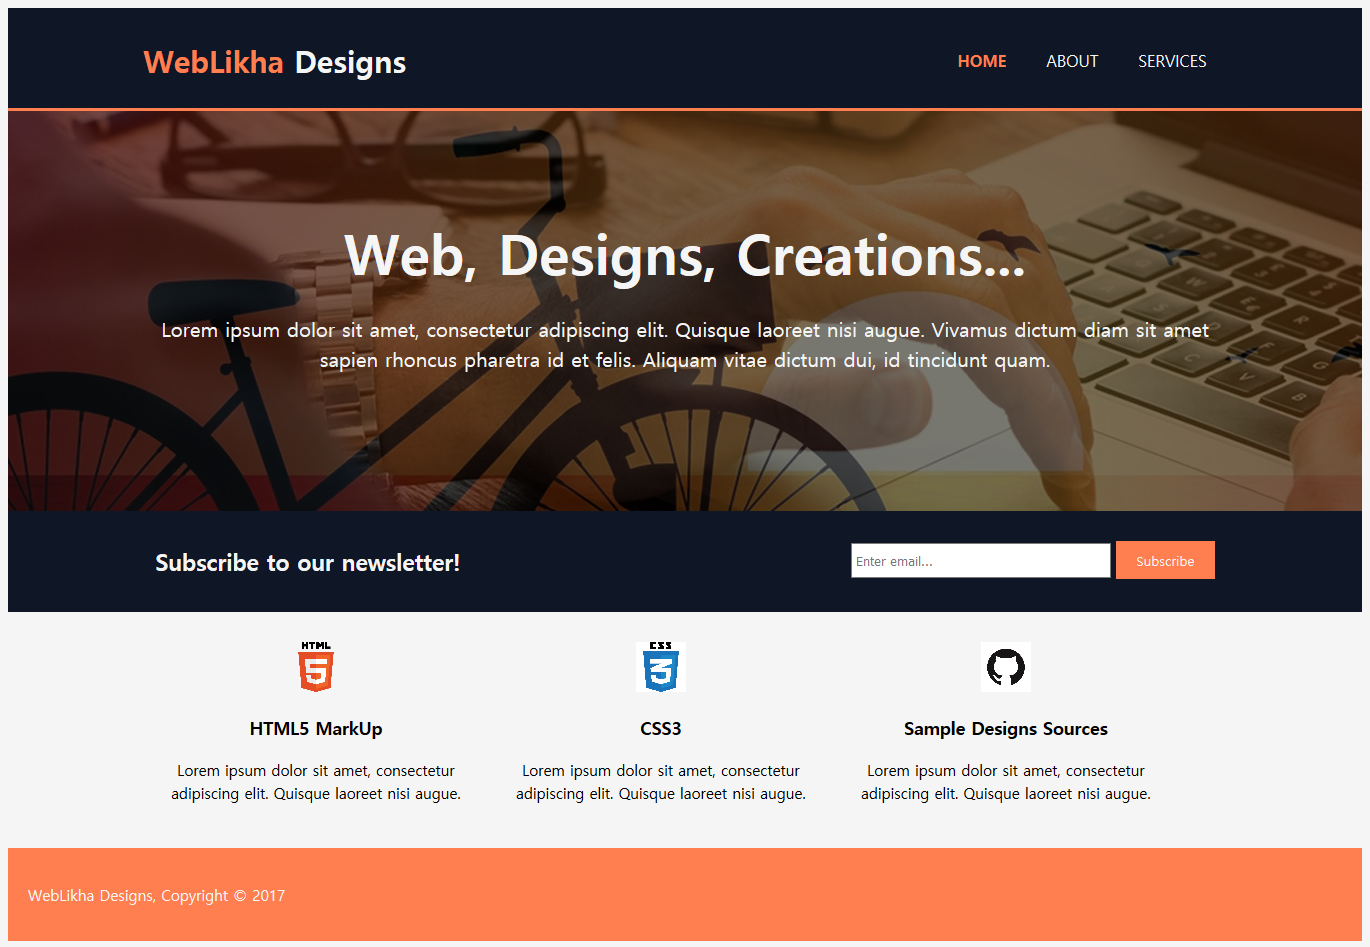 WebLikha Designs
HOME ABOUT SERVICES
Web, Designs, Creations...
Lorem ipsum dolor sit amet, consectetur adipiscing elit. Quisque laoreet nisi augue. Vivamus dictum diam sit amet
sapien rhoncus pharetra id et felis. Aliquam vitae dictum dui, id tincidunt quam.
Subscribe to our newsletter!
Enter email...
Subscribe
HTML
5
HTML5 MarkUp
Lorem ipsum dolor sit amet, consectetur
adipiscing elit. Quisque laoreet nisi augue.
CSS
3
CSS3
Lorem ipsum dolor sit amet, consectetur
adipiscing elit. Quisque laoreet nisi augue.
Sample Designs Sources
Lorem ipsum dolor sit amet, consectetur
adipiscing elit. Quisque laoreet nisi augue.
WebLikha Designs, Copyright © 2017